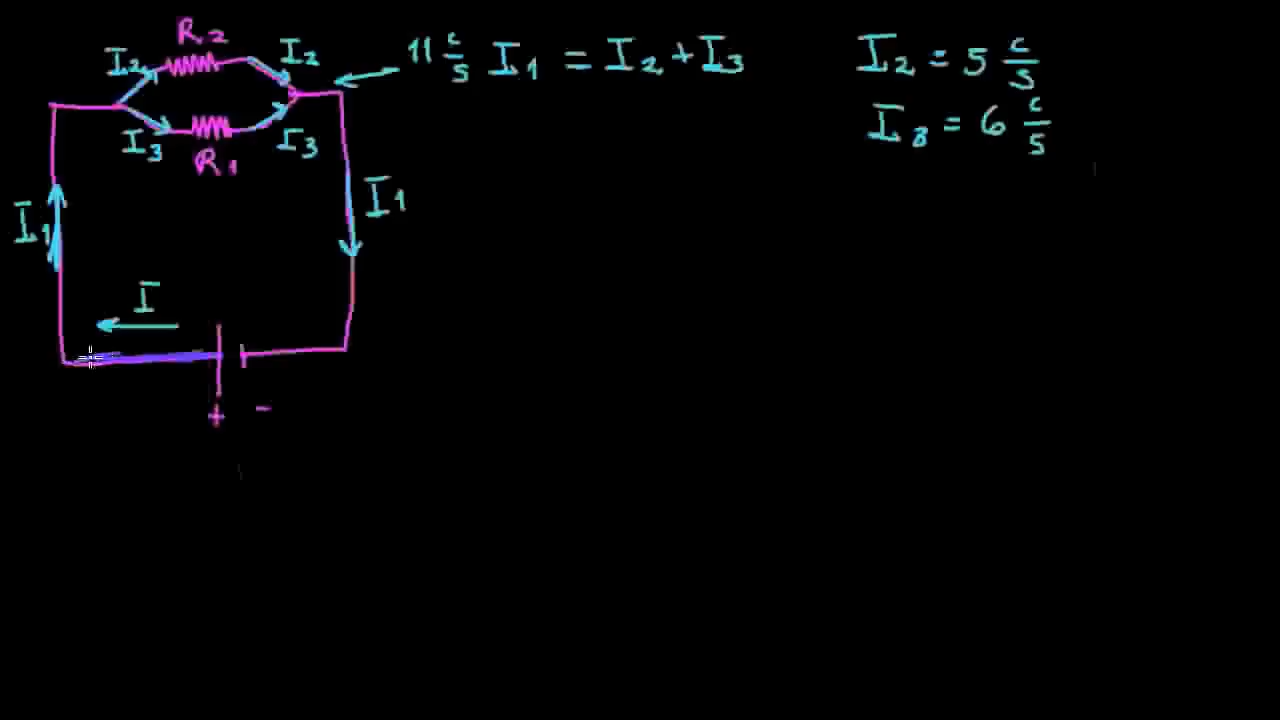 R2
I2 I2
11 c/s I1 = I2 + I3
I2 = 5 c/s
I3 = 6 c/s
I3 I3
R1
I1 I1
I
+ -